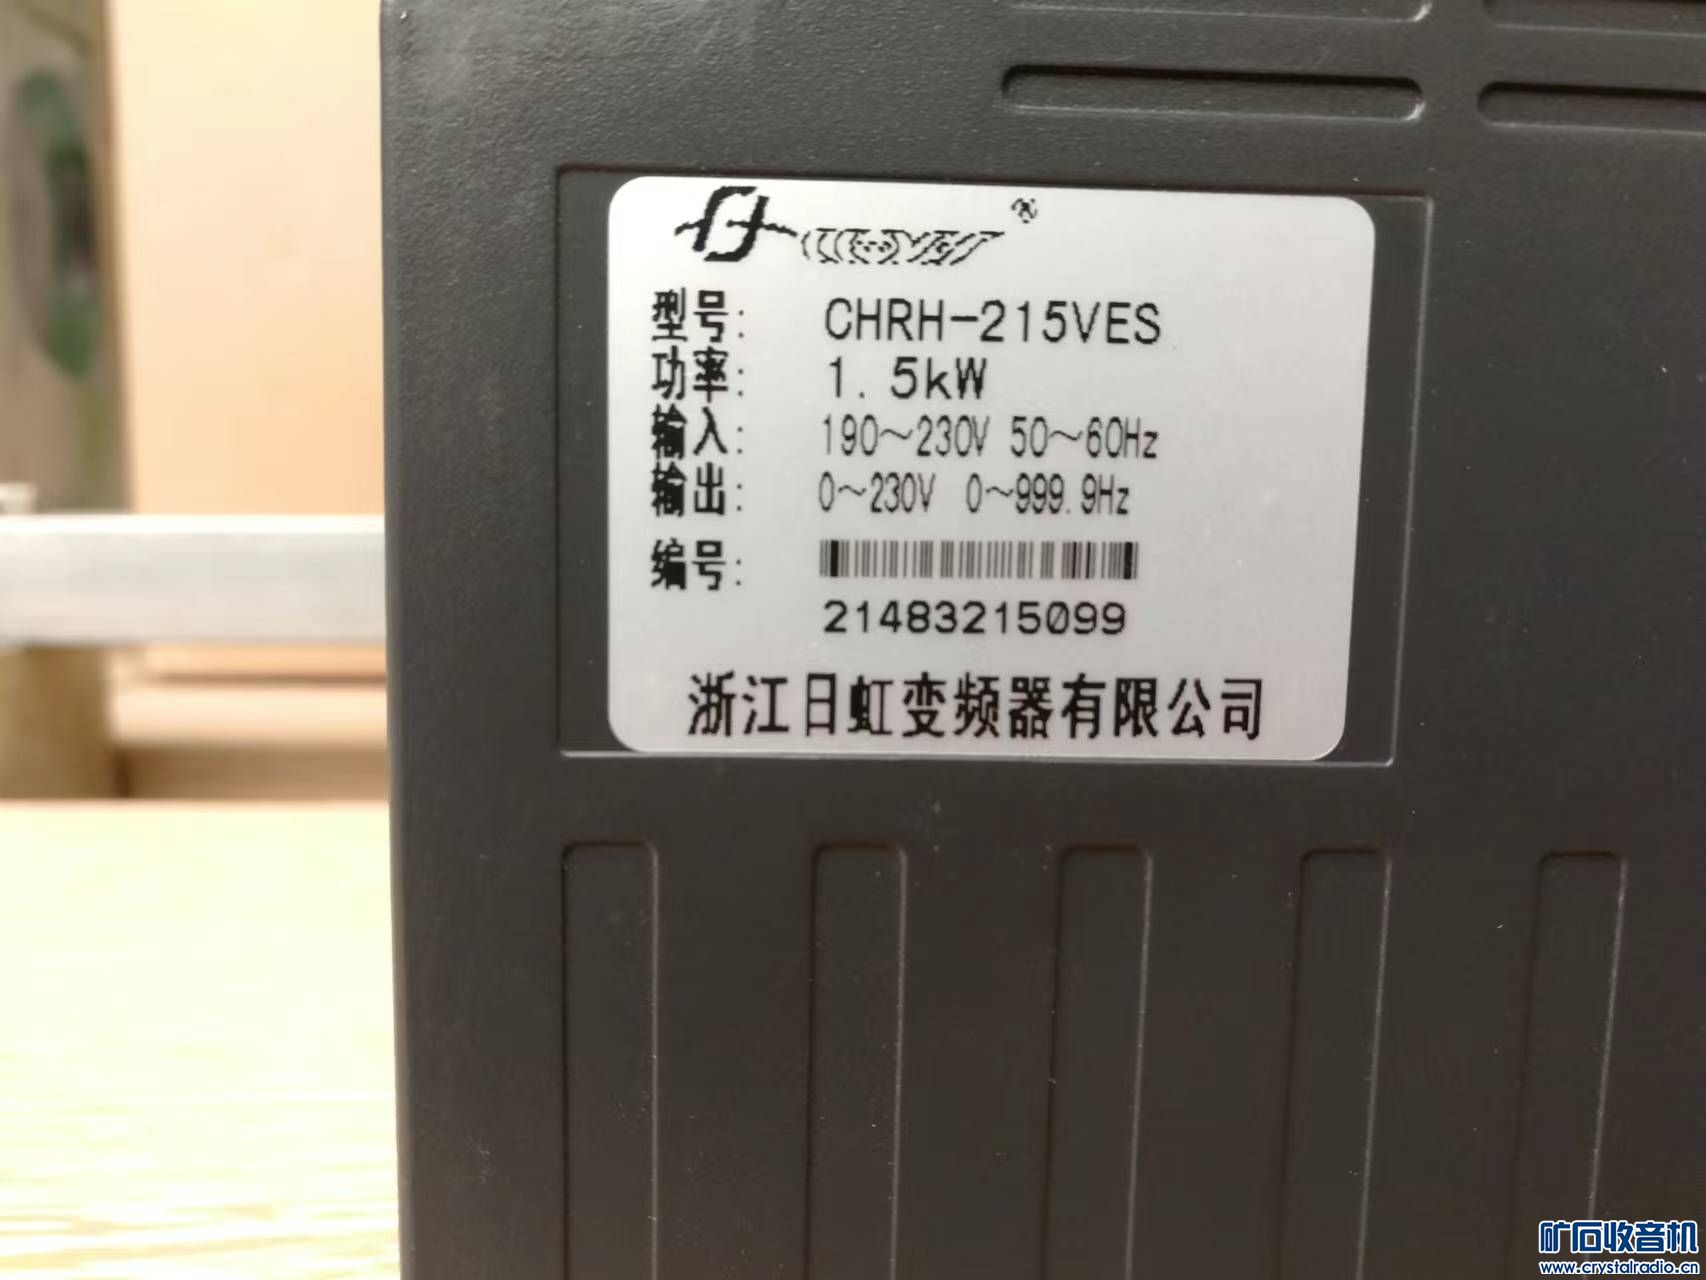 型号: CHRH-215VES
功率: 1.5kW
输入: 190~230V 50~60Hz
输出: 0~230V 0~999.9Hz
编号:
21483215099
浙江日虹变频器有限公司
矿石收音机
www.crystalradio.cn